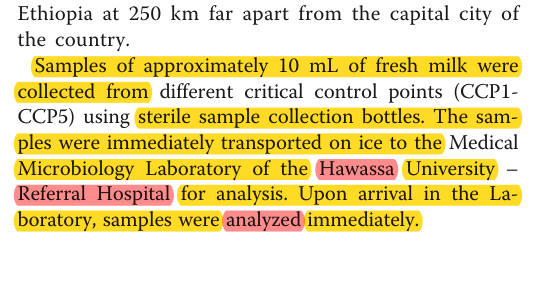 Ethiopia at 250 km far apart from the capital city of
the country.
Samples of approximately 10 mL of fresh milk were
collected from different critical control points (CCP1-
CCP5) using sterile sample collection bottles. The sam-
ples were immediately transported on ice to the Medical
Microbiology Laboratory of the Hawassa University –
Referral Hospital for analysis. Upon arrival in the La-
boratory, samples were analyzed immediately.